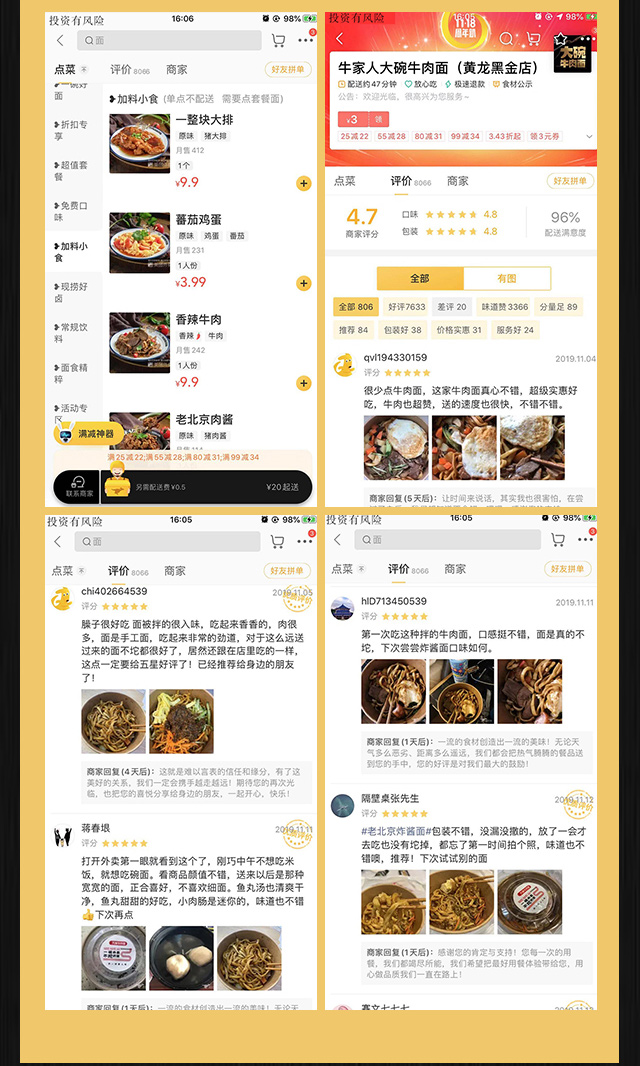 投资有风险
16:06
98%
面
3
点菜
评价 8066
商家
好友拼单
一碗好面
折扣专享
超值套餐
免费口味
加料小食
现捞好卤
常规饮料
面食精粹
活动专区
加料小食 (单点不配送 需要点套餐面)
一整块大排
原味 猪大排
月售 412
1个
¥9.9
蕃茄鸡蛋
原味 鸡蛋 番茄
月售 231
1人份
¥3.99
香辣牛肉
香辣 牛肉
月售 242
1人份
¥9.9
老北京肉酱
原味 猪肉酱
月售 114
满减神器
满25减22;满55减28;满80减31;满99减34
联系商家
另需配送费¥0.5
¥20起送
投资有风险
16:05
98%
11·18
周年庆
大碗
牛肉面
牛家人大碗牛肉面（黄龙黑金店）
配送约47分钟 放心吃 极速退款 食材公示
公告：欢迎光临，很高兴为您服务~
¥3 领
25减22 55减28 80减31 99减34 3.43折起 领3元券
点菜
评价 8066
商家
好友拼单
4.7
商家评分
口味 4.8
包装 4.8
96%
配送满意度
全部
有图
全部 806 好评7633 差评 20 味道赞3366 分量足 89
推荐 84 包装好 38 价格实惠 31 服务好 24
qvl194330159
2019.11.04
评分
很少点牛肉面，这家牛肉面真心不错，超级实惠好
吃，牛肉也超赞，送的速度也很快，不错不错。
商家回复(5天后)：让时间来说话，其实我也很害怕，在尝
投资有风险
16:05
98%
面
3
点菜
评价 8066
商家
好友拼单
chi402664539
2019.11.05
评分
臊子很好吃 面被拌的很入味，吃起来香香的，肉很
多，面是手工面，吃起来非常的劲道，对于这么远送
过来的面不坨都很好了，居然还跟在店里吃的一样，
这点一定要给五星好评了！已经推荐给身边的朋友
了！
商家回复(4天后)：这就是难以言表的信任和缘分，有了这
美好的关系，我们一定会携手越走越远！期待您的再次光
临，也把您的喜悦分享给身边的朋友，一起开心，快乐！
蒋春垠
2019.11.11
评分
打开外卖第一眼就看到这个了，刚巧中午不想吃米
饭，就想吃碗面。看商品颜值不错，送来以后是那种
宽宽的面，正合喜好，不喜欢细面。鱼丸汤也清爽干
净，鱼丸甜甜的好吃，小肉肠是迷你的，味道也不错
👍下次再点
商家回复(1天后)：一流的食材创造出一流的美味！无论天
投资有风险
16:05
98%
面
3
点菜
评价 8066
商家
好友拼单
hlD713450539
2019.11.11
评分
第一次吃这种拌的牛肉面，口感挺不错，面是真的不
坨，下次尝尝炸酱面口味如何。
商家回复(1天后)：一流的食材创造出一流的美味！无论天
气多么恶劣、距离多么遥远，我们都会把热气腾腾的餐品送
到您的手中，您的好评是对我们最大的鼓励！
隔壁桌张先生
2019.11.12
评分
#老北京炸酱面#包装不错，没漏没撒的，放了一会才
去吃也没有坨掉，都忘了第一时间拍个照，味道也不
错噢，推荐！下次试试别的面
商家回复(1天后)：感谢您的肯定与支持！您每一次的用
餐，我们都竭尽所能，我们希望把最好用餐体验带给您，用
心做品质我们一直在路上！
2019.11.12